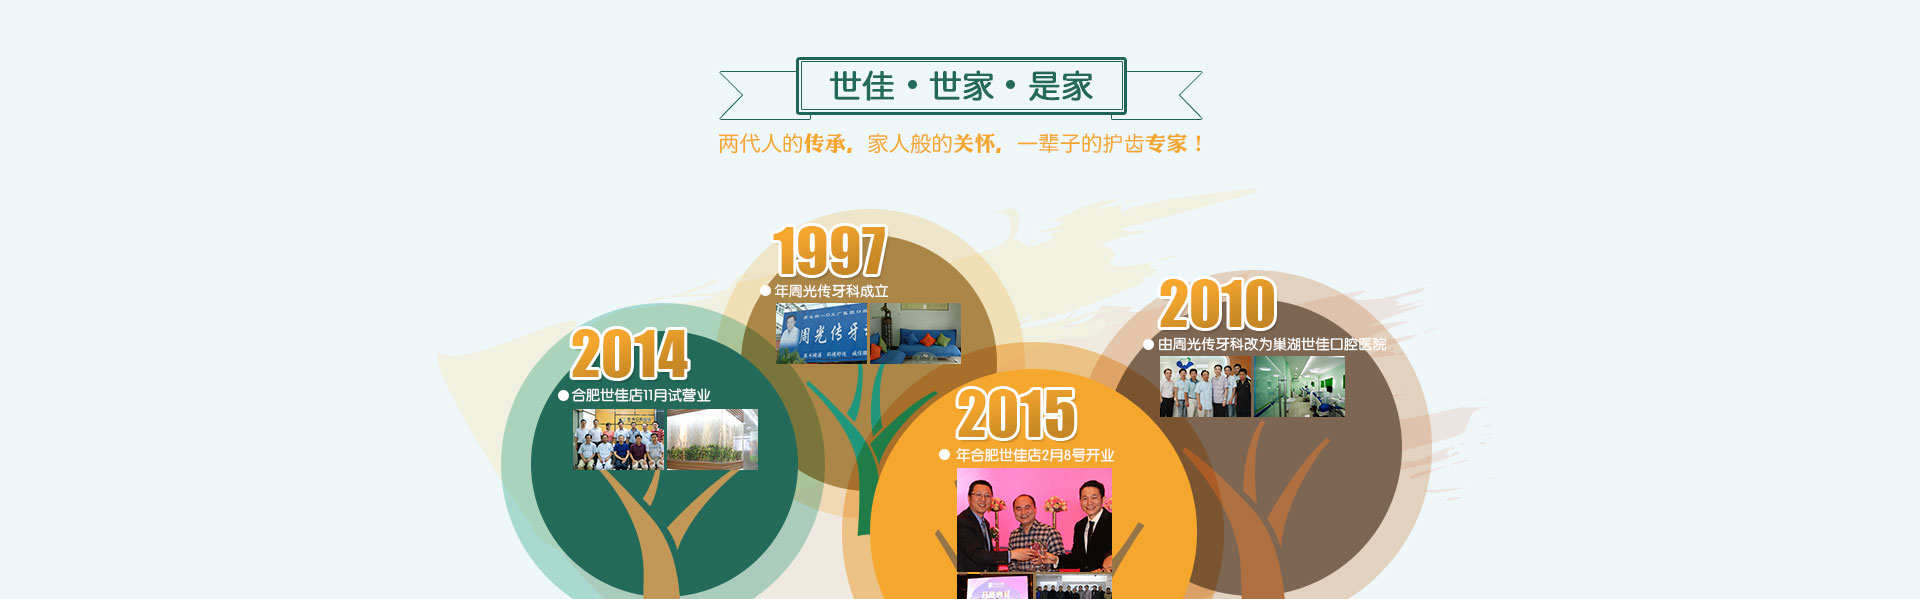 世佳·世家·是家
两代人的传承，家人般的关怀，一辈子的护齿专家！
1997
年周光传牙科成立
周光传牙
2010
由周光传牙科改为巢湖世佳口腔医院
2014
合肥世佳店11月试营业
2015
年合肥世佳店2月8号开业